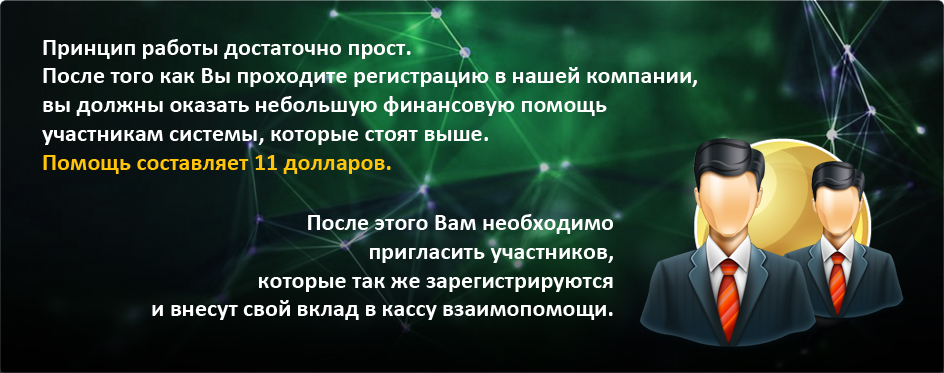 Принцип работы достаточно прост.
После того как Вы проходите регистрацию в нашей компании,
вы должны оказать небольшую финансовую помощь
участникам системы, которые стоят выше.
Помощь составляет 11 долларов.
После этого Вам необходимо
пригласить участников,
которые так же зарегистрируются
и внесут свой вклад в кассу взаимопомощи.